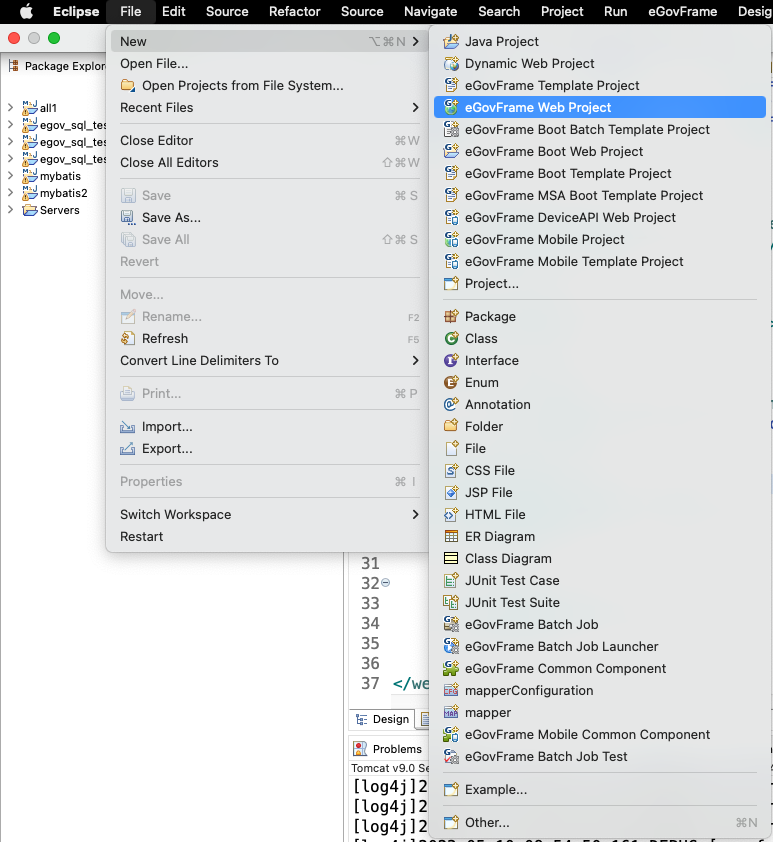 Eclipse File Edit Source Refactor Source Navigate Search Project Run eGovFrame Desig
Package Explor
all1
egov_sql_tes
egov_sql_tes
egov_sql_tes
mybatis
mybatis2
Servers
New ⌥⌘N
Open File...
Open Projects from File System...
Recent Files
Close Editor ⌘W
Close All Editors ⇧⌘W
Save ⌘S
Save As...
Save All ⇧⌘S
Revert
Move...
Rename... F2
Refresh F5
Convert Line Delimiters To
Print... ⌘P
Import...
Export...
Properties ⌘I
Switch Workspace
Restart
Java Project
Dynamic Web Project
eGovFrame Template Project
eGovFrame Web Project
eGovFrame Boot Batch Template Project
eGovFrame Boot Web Project
eGovFrame Boot Template Project
eGovFrame MSA Boot Template Project
eGovFrame DeviceAPI Web Project
eGovFrame Mobile Project
eGovFrame Mobile Template Project
Project...
Package
Class
Interface
Enum
Annotation
Folder
File
CSS File
JSP File
HTML File
ER Diagram
Class Diagram
JUnit Test Case
JUnit Test Suite
eGovFrame Batch Job
eGovFrame Batch Job Launcher
eGovFrame Common Component
mapperConfiguration
mapper
eGovFrame Mobile Common Component
eGovFrame Batch Job Test
Example...
Other... ⌘N
31
32
33
34
35
36
37 </we
Design
Problems
Tomcat v9.0 Se
[log4j]2
[log4j]2
[log4j]2